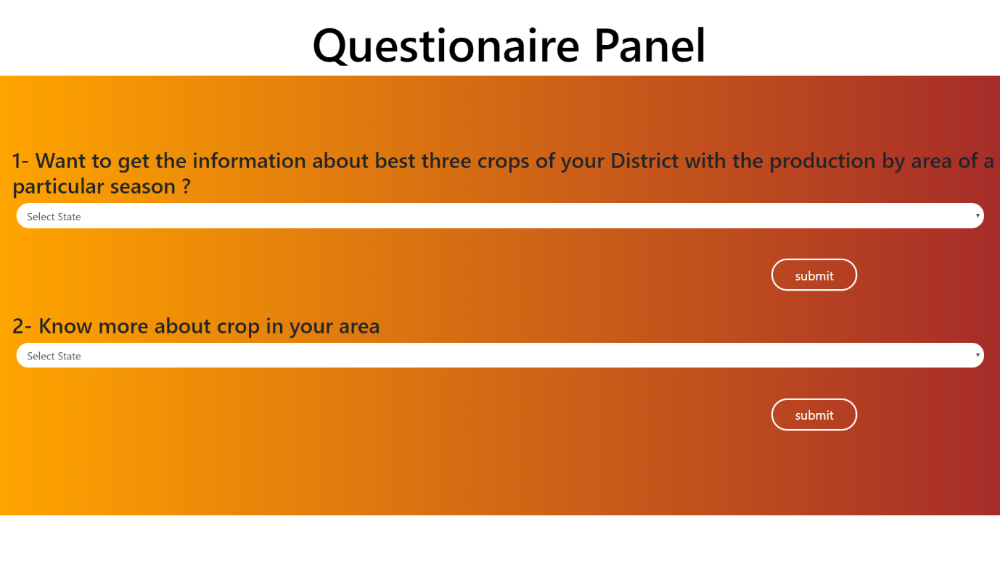 Questionaire Panel
1- Want to get the information about best three crops of your District with the production by area of a
particular season ?
Select State
submit
2- Know more about crop in your area
Select State
submit